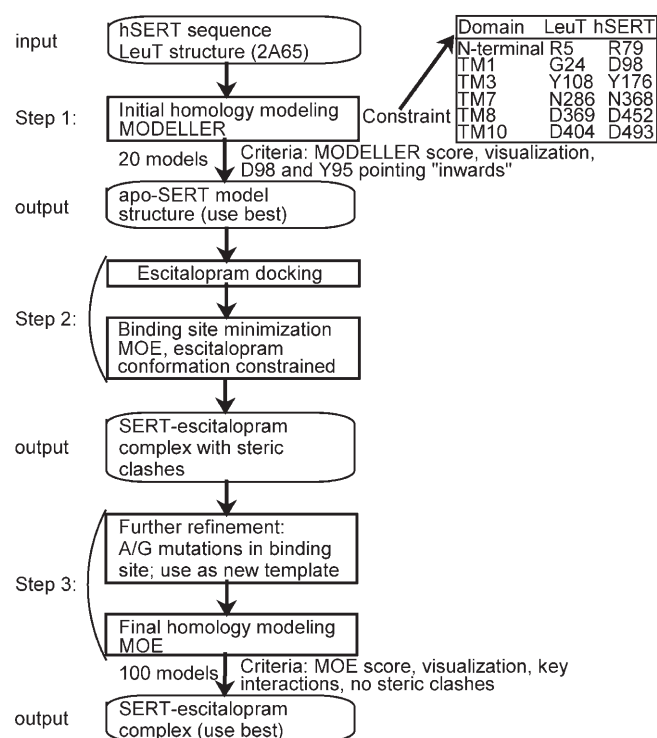 input
hSERT sequence
LeuT structure (2A65)
Domain LeuT hSERT
N-terminal R5 R79
TM1 G24 D98
TM3 Y108 Y176
TM7 N286 N368
TM8 D369 D452
TM10 D404 D493
Step 1:
Initial homology modeling
MODELLER
Constraint
20 models
Criteria: MODELLER score, visualization,
D98 and Y95 pointing "inwards"
output
apo-SERT model
structure (use best)
Step 2:
Escitalopram docking
Binding site minimization
MOE, escitalopram
conformation constrained
output
SERT-escitalopram
complex with steric
clashes
Step 3:
Further refinement:
A/G mutations in binding
site; use as new template
Final homology modeling
MOE
100 models
Criteria: MOE score, visualization, key
interactions, no steric clashes
output
SERT-escitalopram
complex (use best)